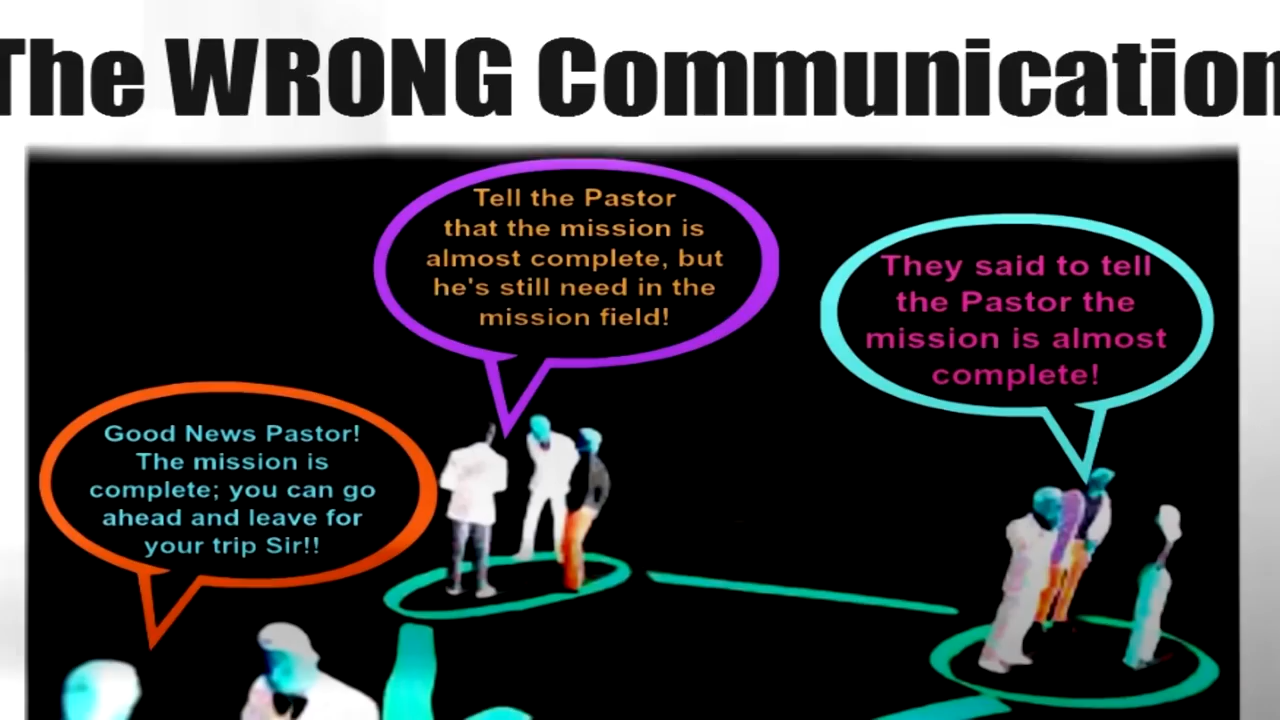 The WRONG Communication
Tell the Pastor
that the mission is
almost complete, but
he's still need in the
mission field!
They said to tell
the Pastor the
mission is almost
complete!
Good News Pastor!
The mission is
complete; you can go
ahead and leave for
your trip Sir!!